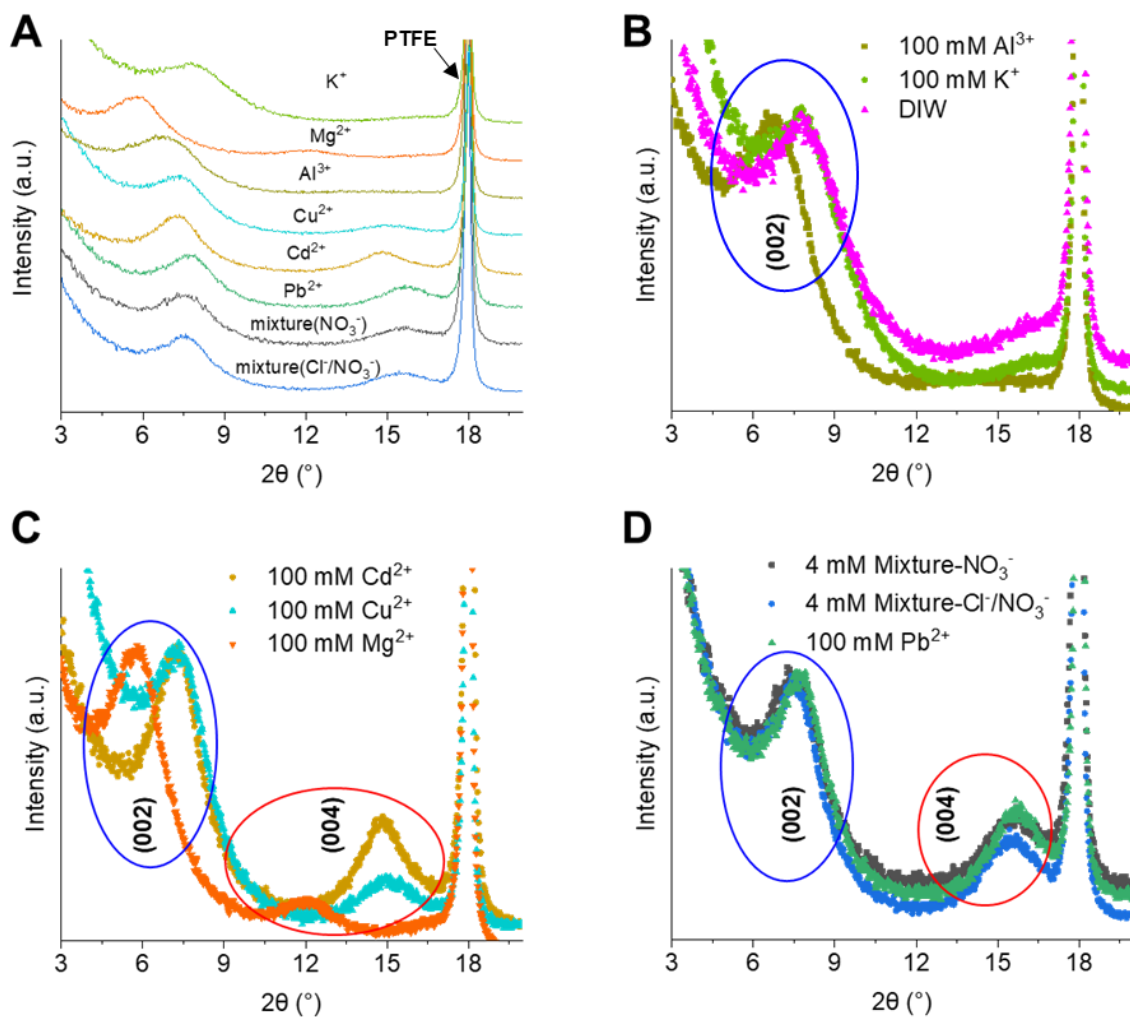 A
PTFE
K⁺
Mg²⁺
Al³⁺
Cu²⁺
Cd²⁺
Pb²⁺
mixture(NO₃⁻)
mixture(Cl⁻/NO₃⁻)
Intensity (a.u.)
3 6 9 12 15 18
2θ (°)
B
100 mM Al³⁺
100 mM K⁺
DIW
(002)
Intensity (a.u.)
3 6 9 12 15 18
2θ (°)
C
100 mM Cd²⁺
100 mM Cu²⁺
100 mM Mg²⁺
(002)
(004)
Intensity (a.u.)
3 6 9 12 15 18
2θ (°)
D
4 mM Mixture-NO₃⁻
4 mM Mixture-Cl⁻/NO₃⁻
100 mM Pb²⁺
(002)
(004)
Intensity (a.u.)
3 6 9 12 15 18
2θ (°)